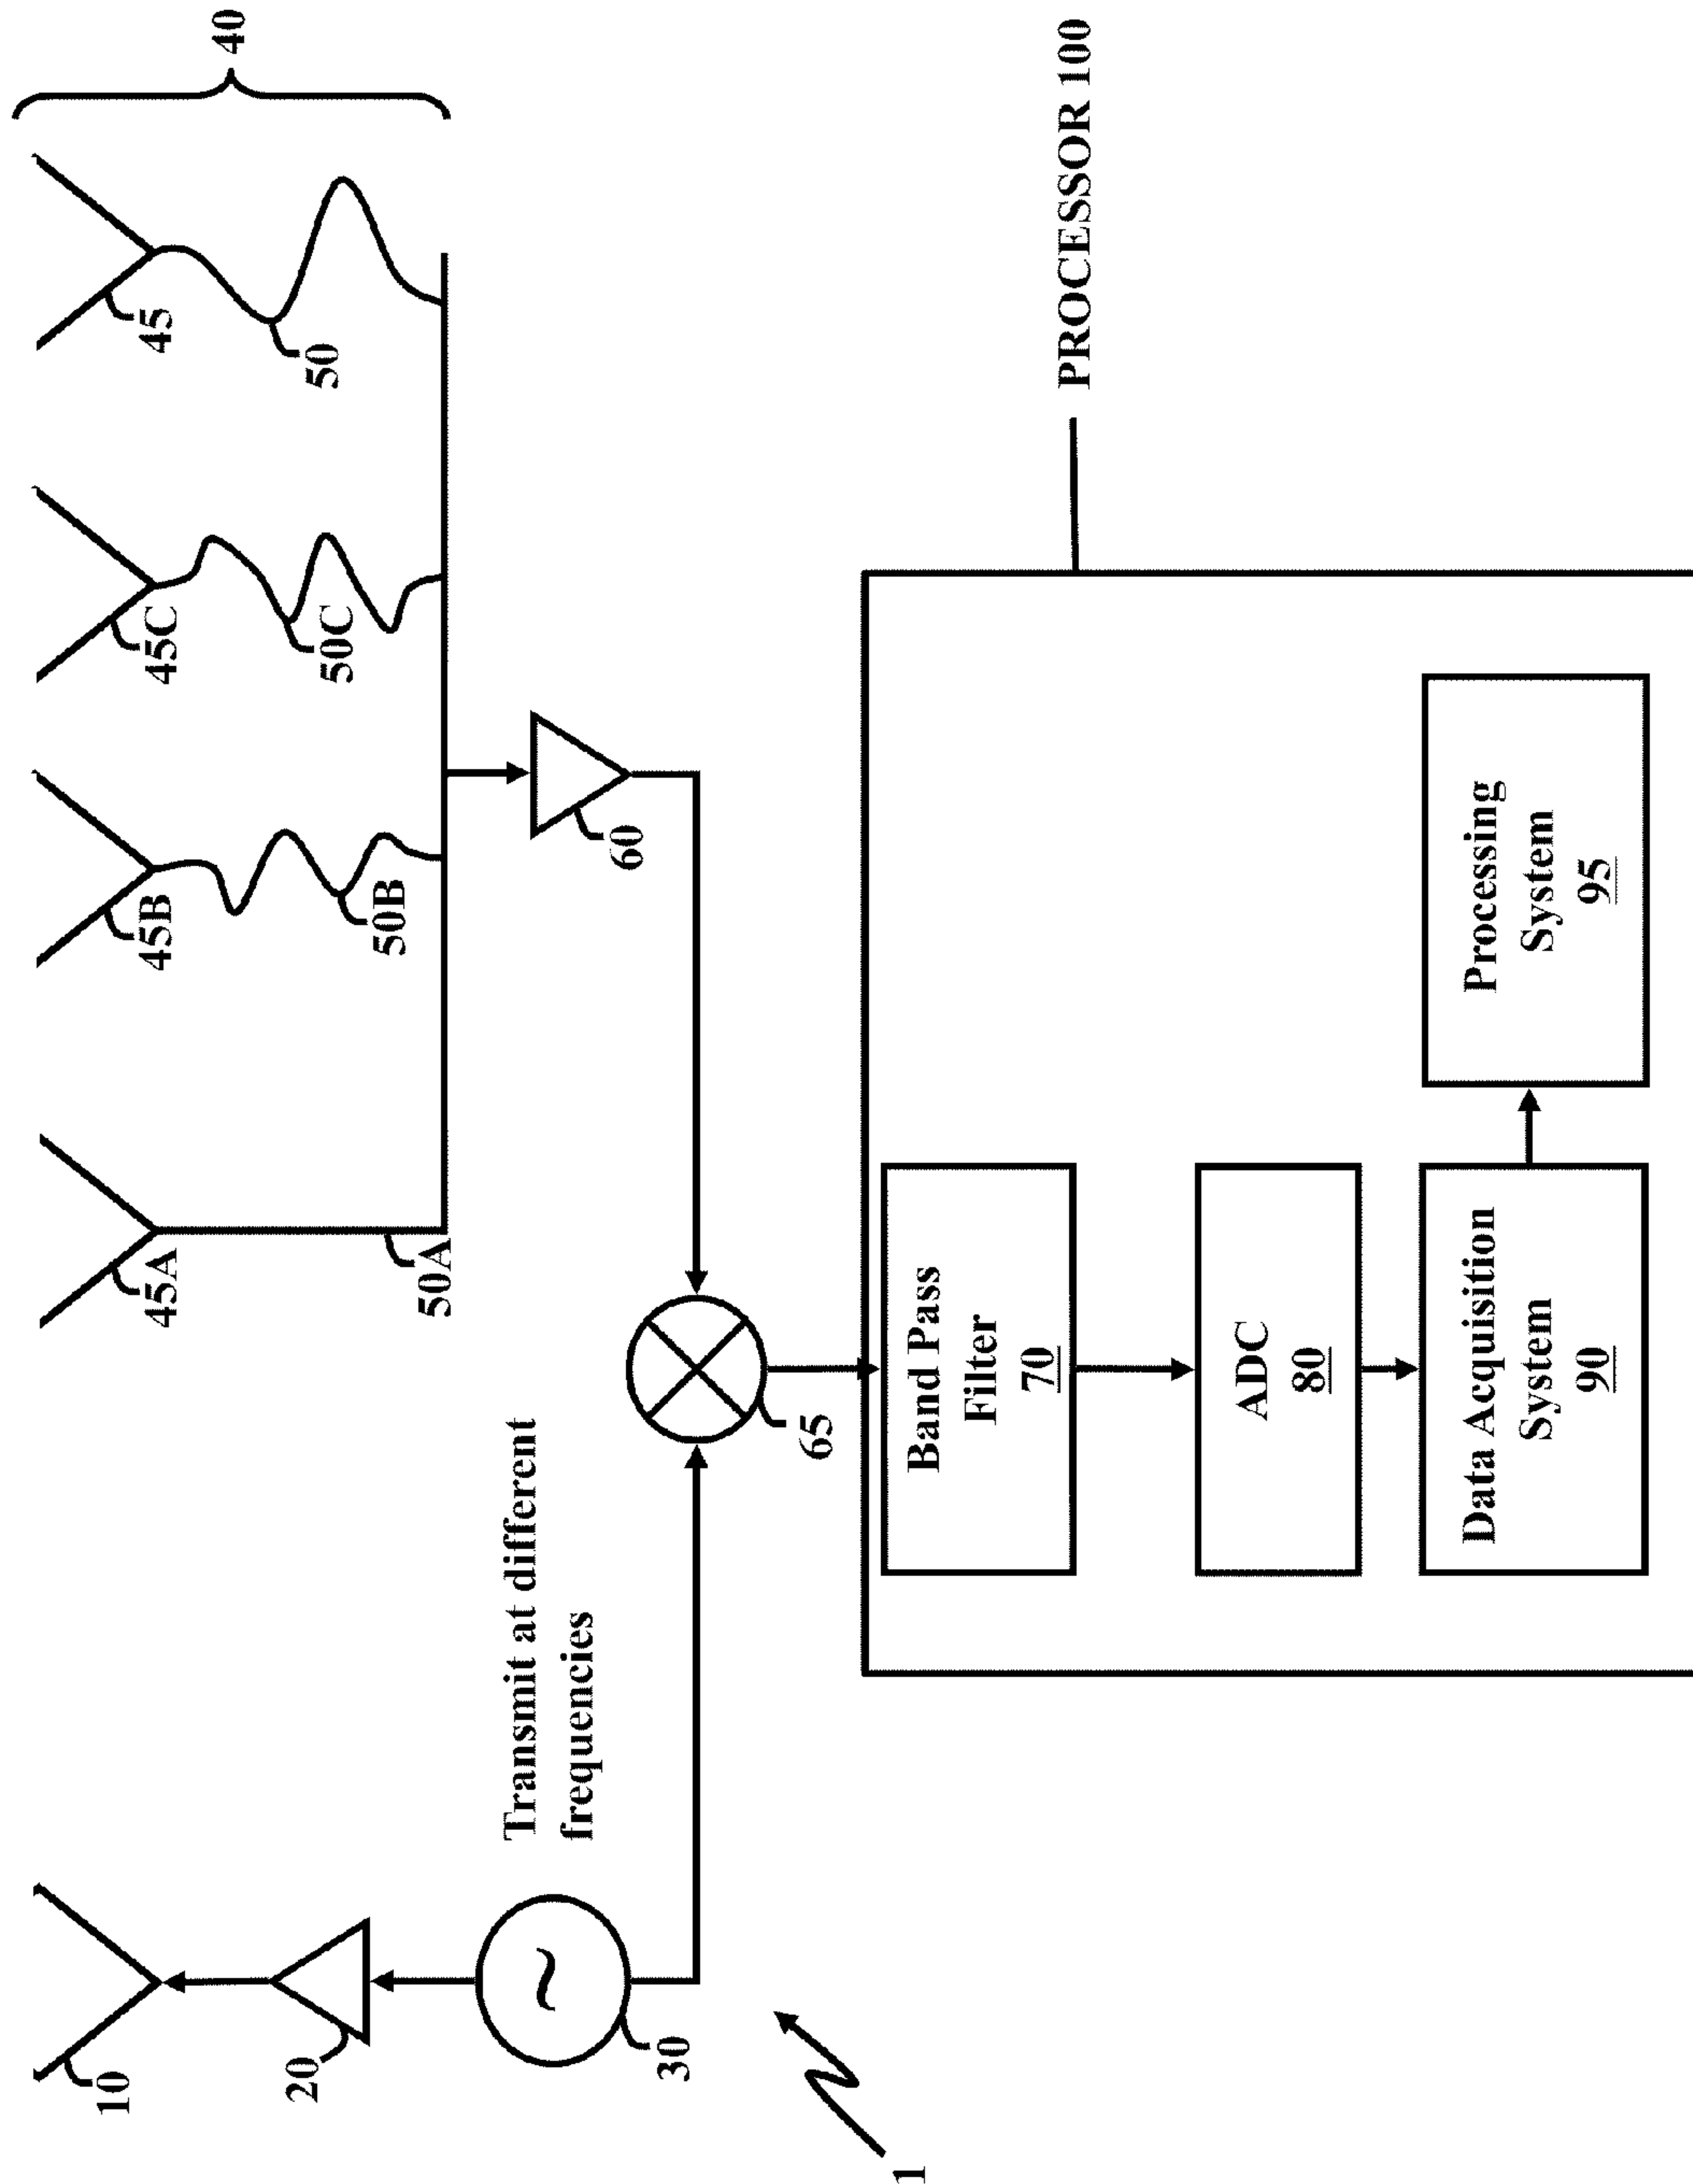 40
10
45A
45B
45C
45
20
50A
50B
50C
50
Transmit at different
frequencies
30
60
65
1
PROCESSOR 100
Band Pass
Filter
70
ADC
80
Data Acquisition
System
90
Processing
System
95